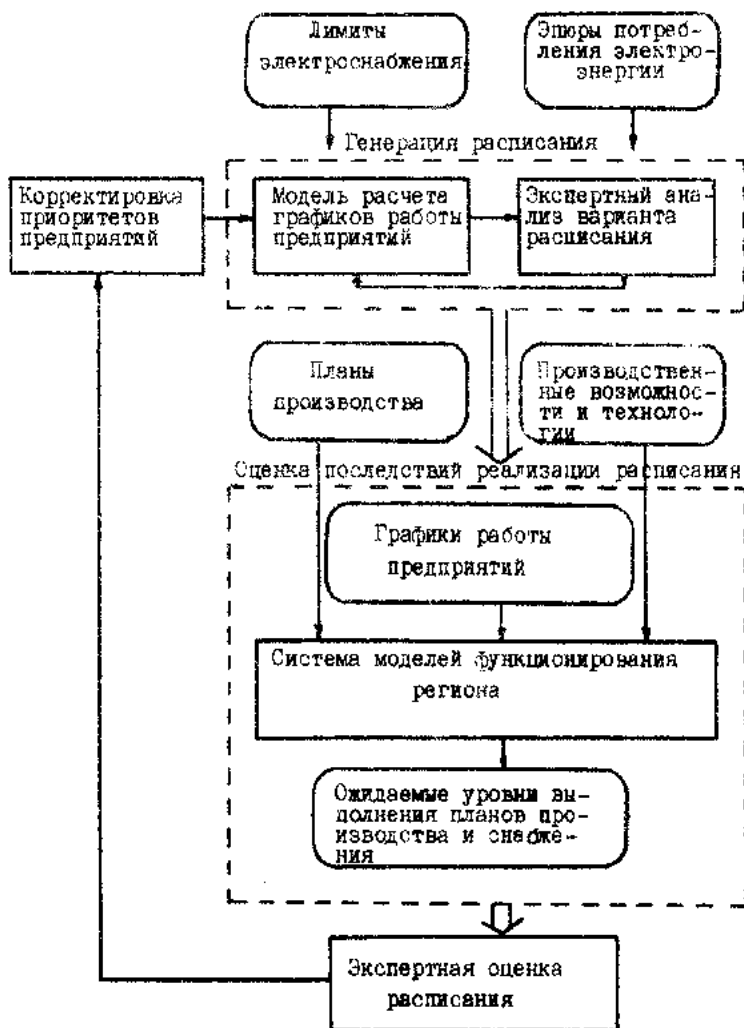 Лимиты
электроснабжения
Эпюры потреб-
ления электро-
энергии
Генерация расписания
Корректировка
приоритетов
предприятий
Модель расчета
графиков работы
предприятий
Экспертный ана-
лиз варианта
расписания
Планы
производства
Производствен-
ные возможнос-
ти и техноло-
гии
Оценка последствий реализации расписания
Графики работы
предприятий
Система моделей функционирования
региона
Ожидаемые уровни вы-
полнения планов про-
изводства и снабже-
ния
Экспертная оценка
расписания